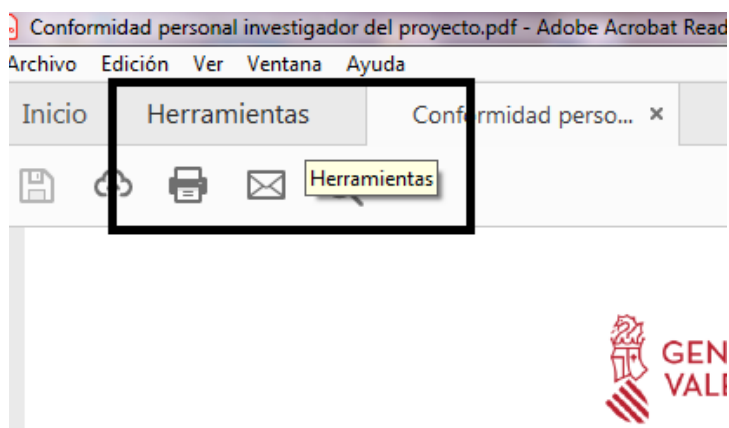 Conformidad personal investigador del proyecto.pdf - Adobe Acrobat Read
Archivo Edición Ver Ventana Ayuda
Inicio Herramientas Conformidad perso... ×
Herramientas
GEN
VALE